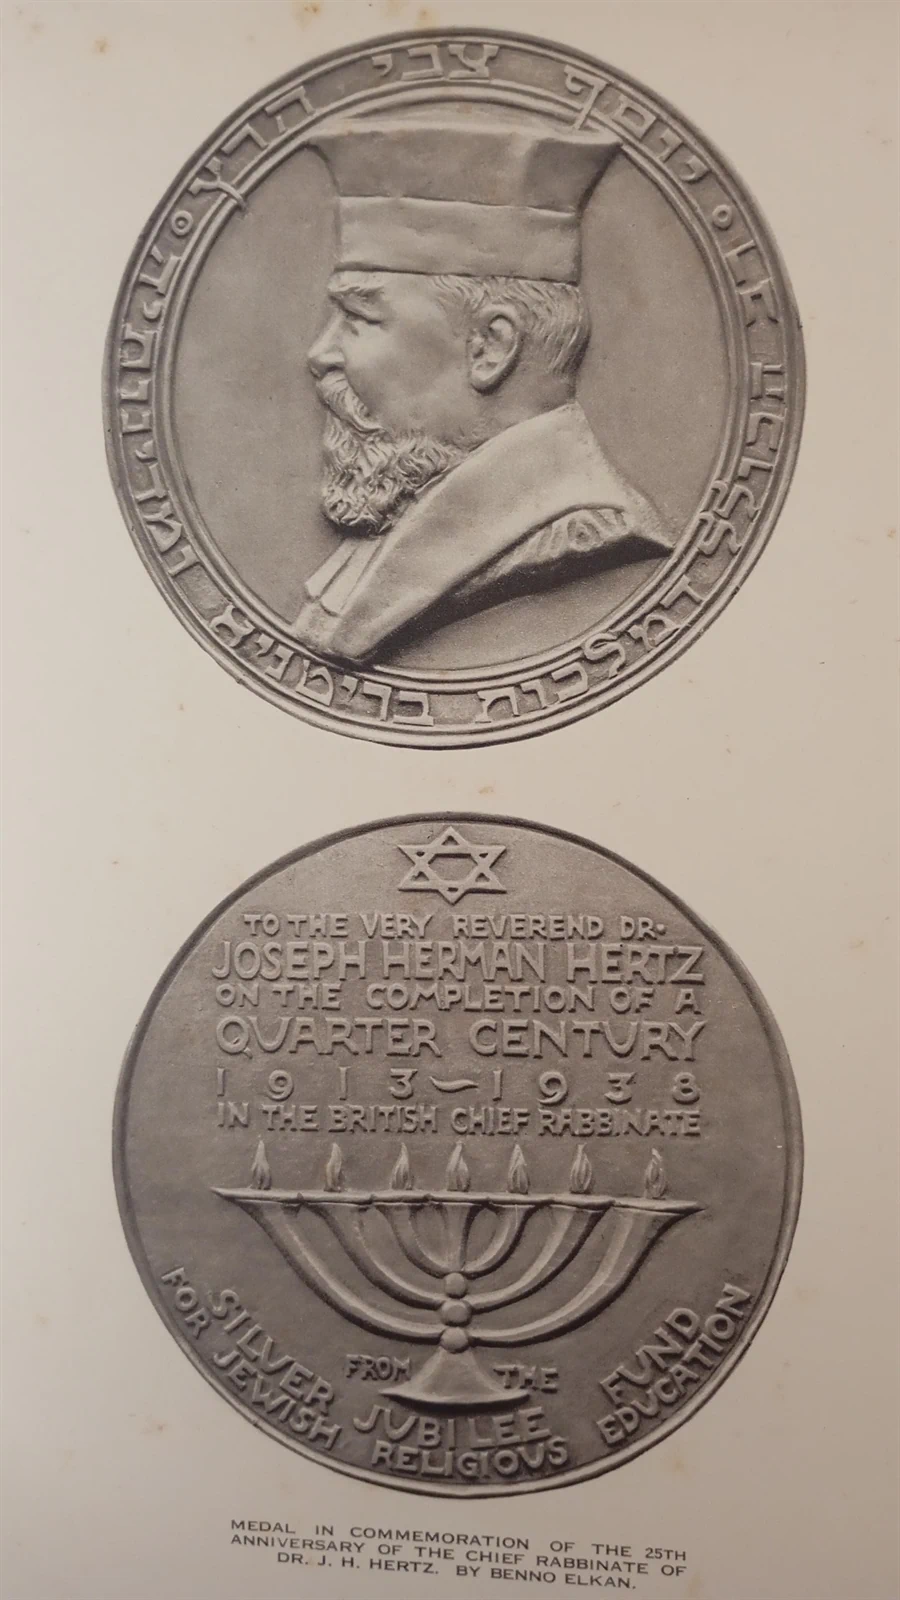 יוסף צבי הרץ
דמלכות בריטניא
TO THE VERY REVEREND DR·
JOSEPH HERMAN HERTZ
ON THE COMPLETION OF A
QUARTER CENTURY
1913~1938
IN THE BRITISH CHIEF RABBINATE
FROM THE
SILVER JUBILEE FUND
FOR JEWISH RELIGIOUS EDUCATION
MEDAL IN COMMEMORATION OF THE 25TH
ANNIVERSARY OF THE CHIEF RABBINATE OF
DR. J. H. HERTZ. BY BENNO ELKAN.